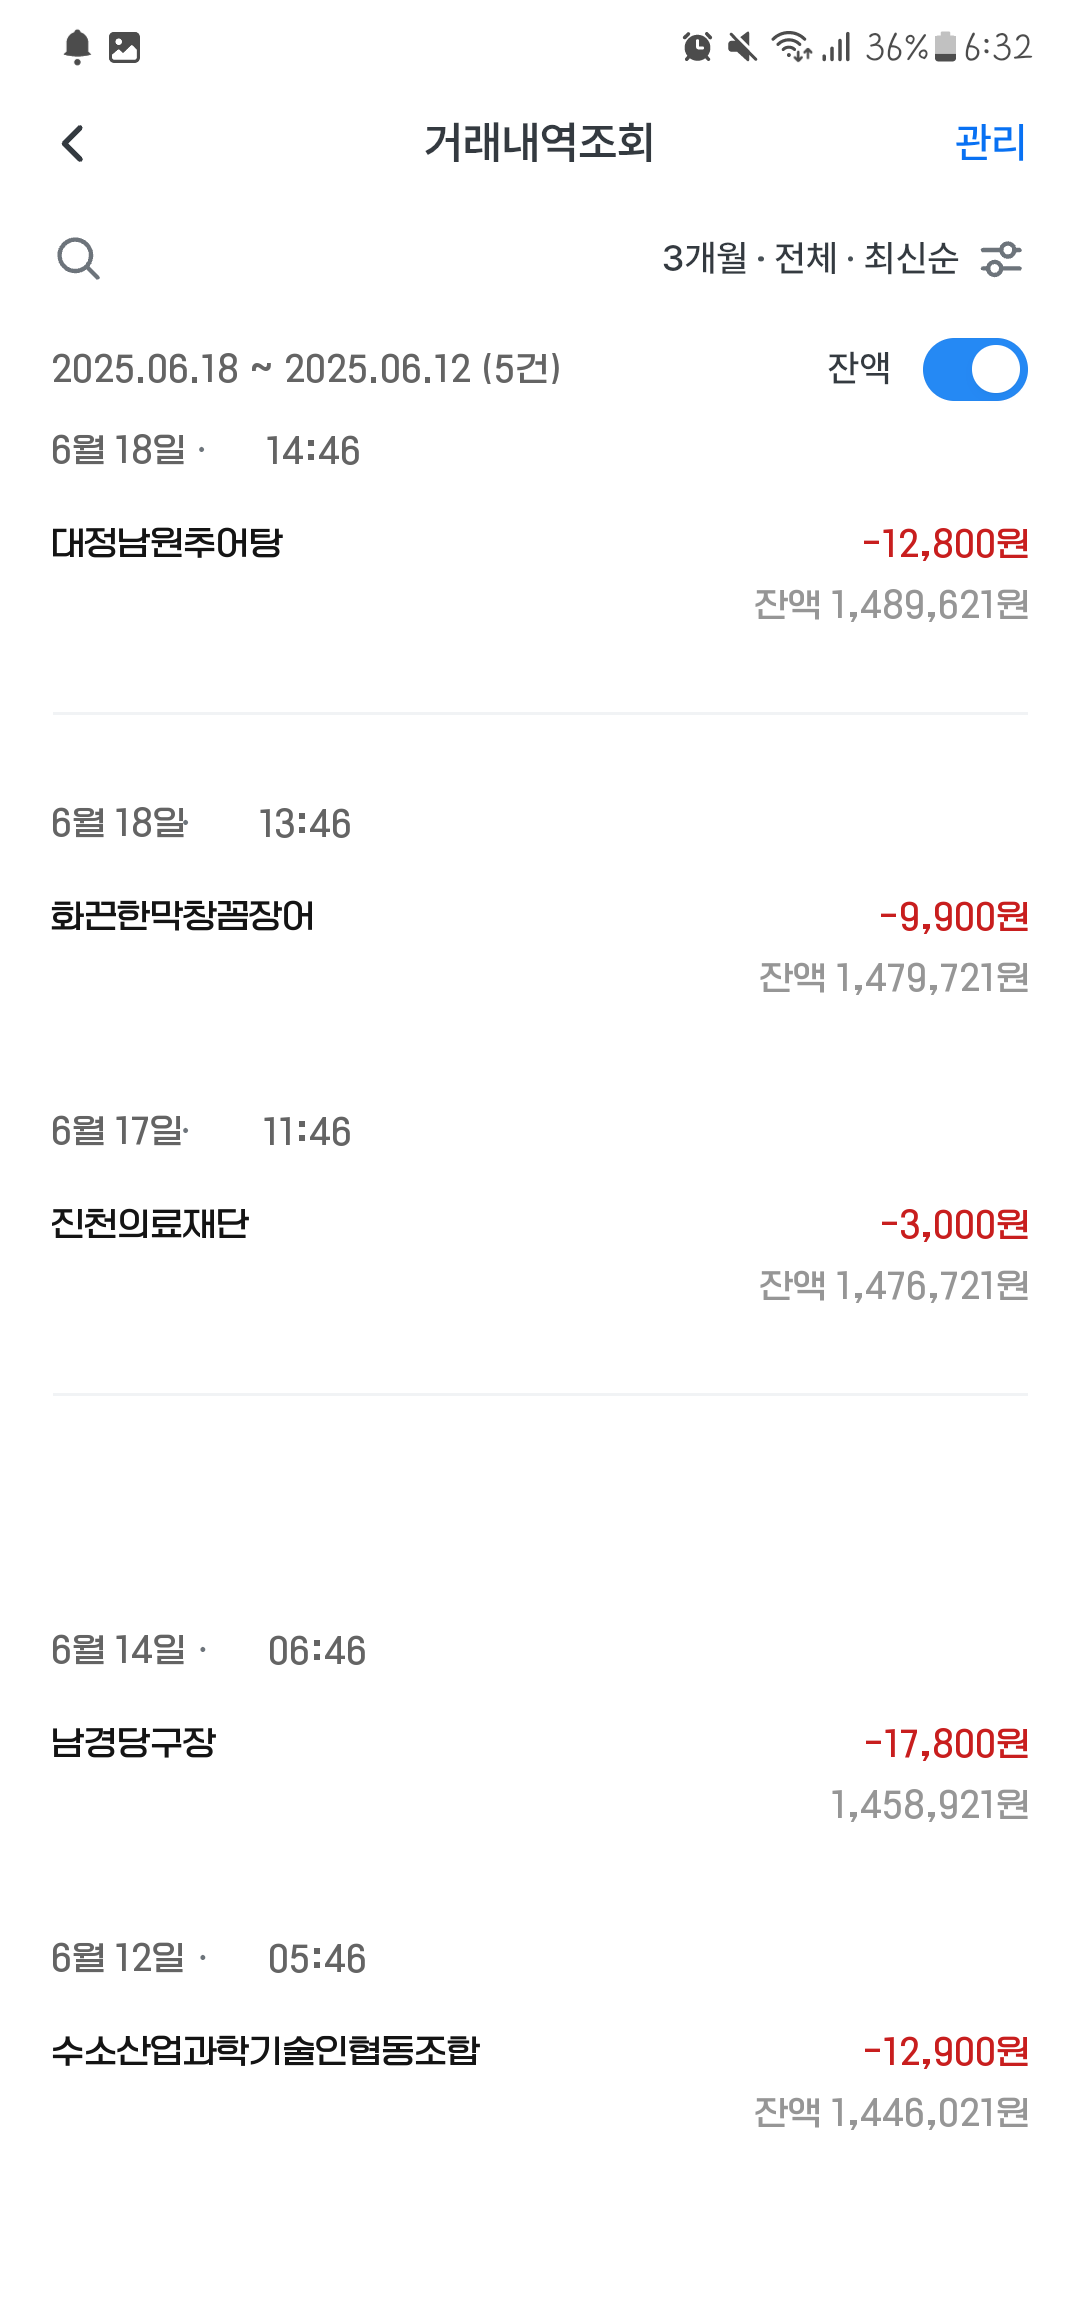 36% 6:32
거래내역조회 관리
3개월 · 전체 · 최신순
2025.06.18 ~ 2025.06.12 (5건) 잔액
6월 18일 · 14:46
대정남원추어탕 -12,800원
잔액 1,489,621원
6월 18일· 13:46
화끈한막창꼼장어 -9,900원
잔액 1,479,721원
6월 17일· 11:46
진천의료재단 -3,000원
잔액 1,476,721원
6월 14일 · 06:46
남경당구장 -17,800원
1,458,921원
6월 12일 · 05:46
수소산업과학기술인협동조합 -12,900원
잔액 1,446,021원